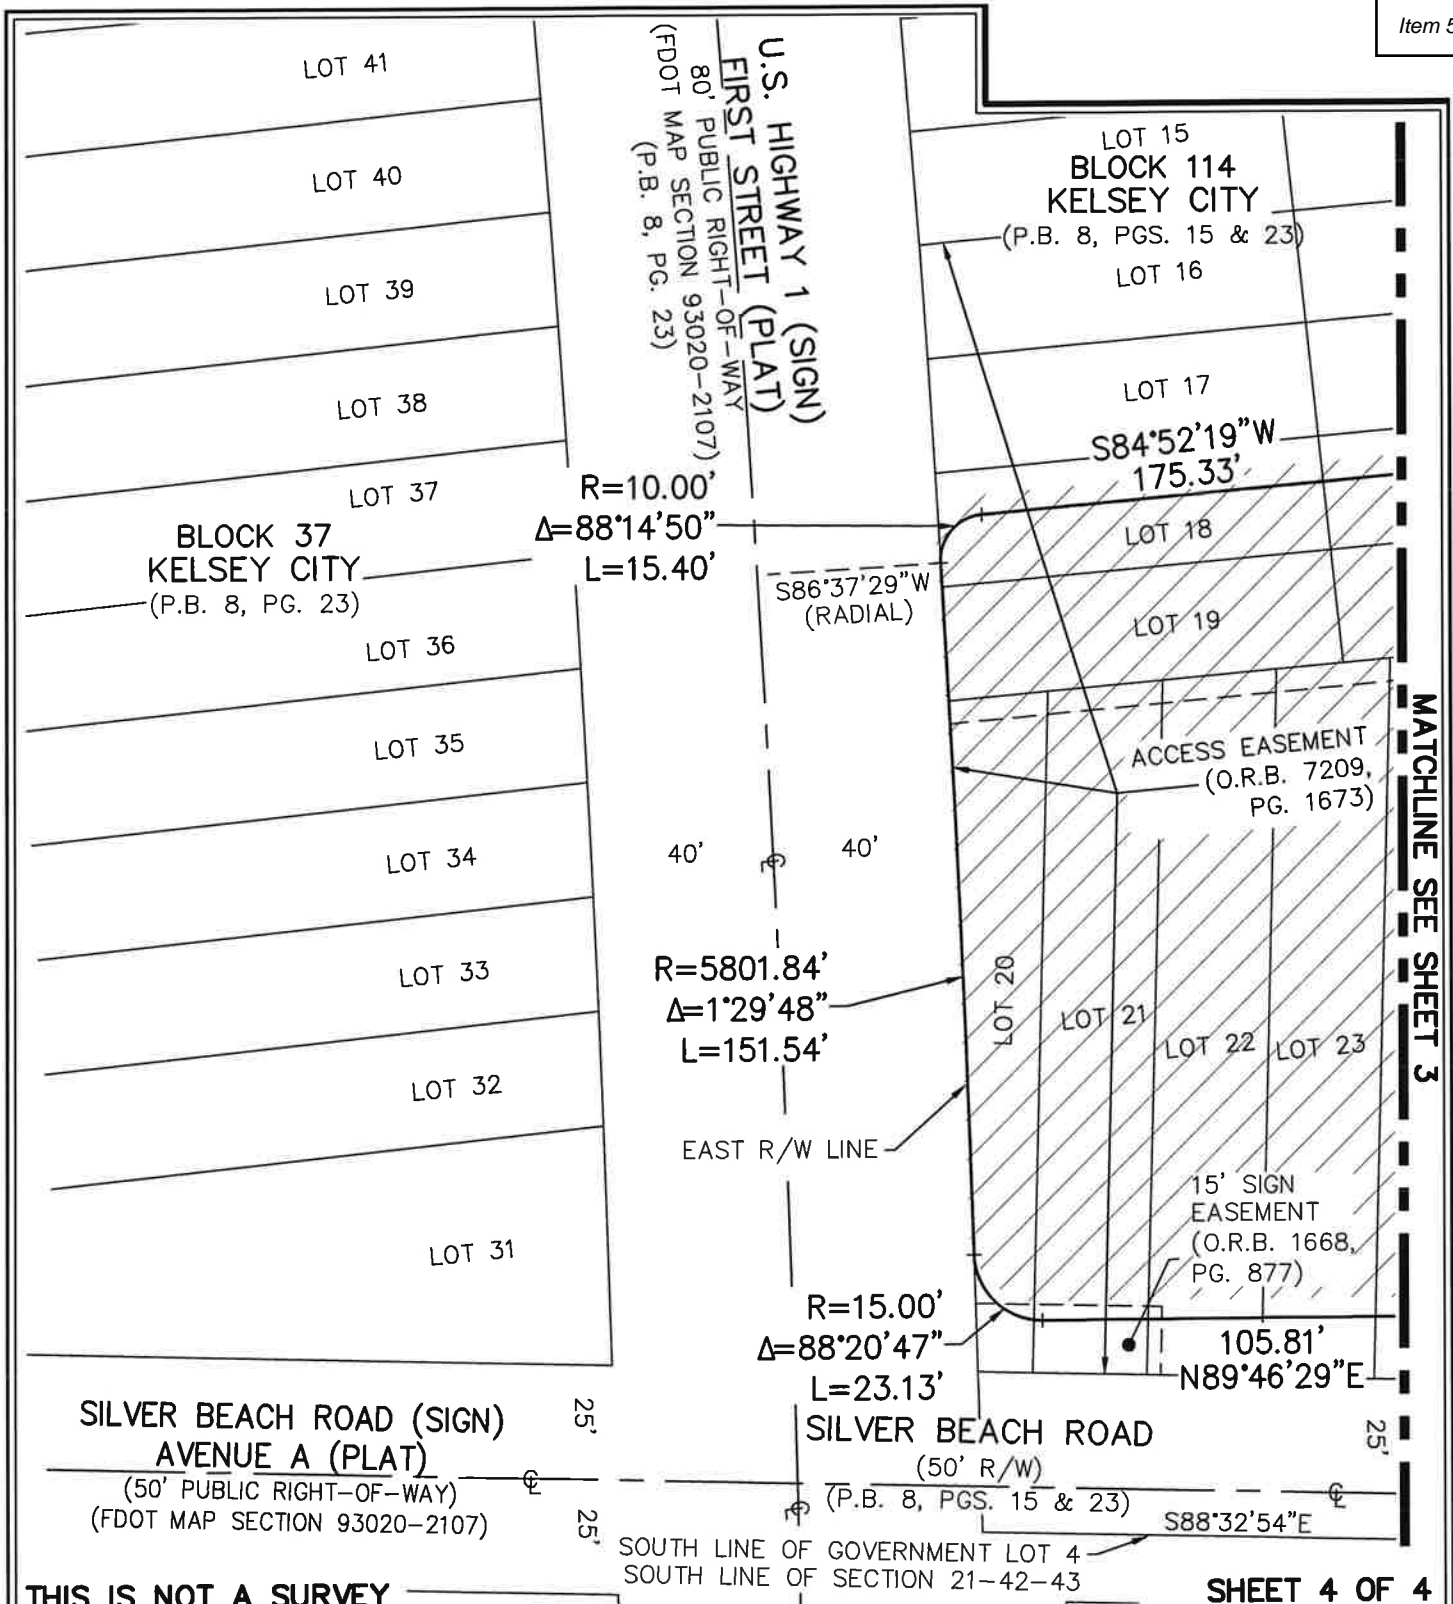 Item 5
LOT 41
LOT 40
LOT 39
LOT 38
LOT 37
BLOCK 37
KELSEY CITY
(P.B. 8, PG. 23)
LOT 36
LOT 35
LOT 34
LOT 33
LOT 32
LOT 31
U.S. HIGHWAY 1 (SIGN)
FIRST STREET (PLAT)
80' PUBLIC RIGHT-OF-WAY
(FDOT MAP SECTION 93020-2107)
(P.B. 8, PG. 23)
LOT 15
BLOCK 114
KELSEY CITY
(P.B. 8, PGS. 15 & 23)
LOT 16
LOT 17
S84°52'19"W
175.33'
R=10.00'
Δ=88°14'50"
L=15.40'
LOT 18
S86°37'29"W
(RADIAL)
LOT 19
ACCESS EASEMENT
(O.R.B. 7209,
PG. 1673)
MATCHLINE SEE SHEET 3
40'
℄
40'
R=5801.84'
Δ=1°29'48"
L=151.54'
LOT 20
LOT 21
LOT 22
LOT 23
EAST R/W LINE
15' SIGN
EASEMENT
(O.R.B. 1668,
PG. 877)
R=15.00'
Δ=88°20'47"
L=23.13'
105.81'
N89°46'29"E
SILVER BEACH ROAD (SIGN)
AVENUE A (PLAT)
(50' PUBLIC RIGHT-OF-WAY)
(FDOT MAP SECTION 93020-2107)
25'
℄
25'
SILVER BEACH ROAD
(50' R/W)
(P.B. 8, PGS. 15 & 23)
25'
℄
℄
S88°32'54"E
SOUTH LINE OF GOVERNMENT LOT 4
SOUTH LINE OF SECTION 21-42-43
THIS IS NOT A SURVEY
SHEET 4 OF 4